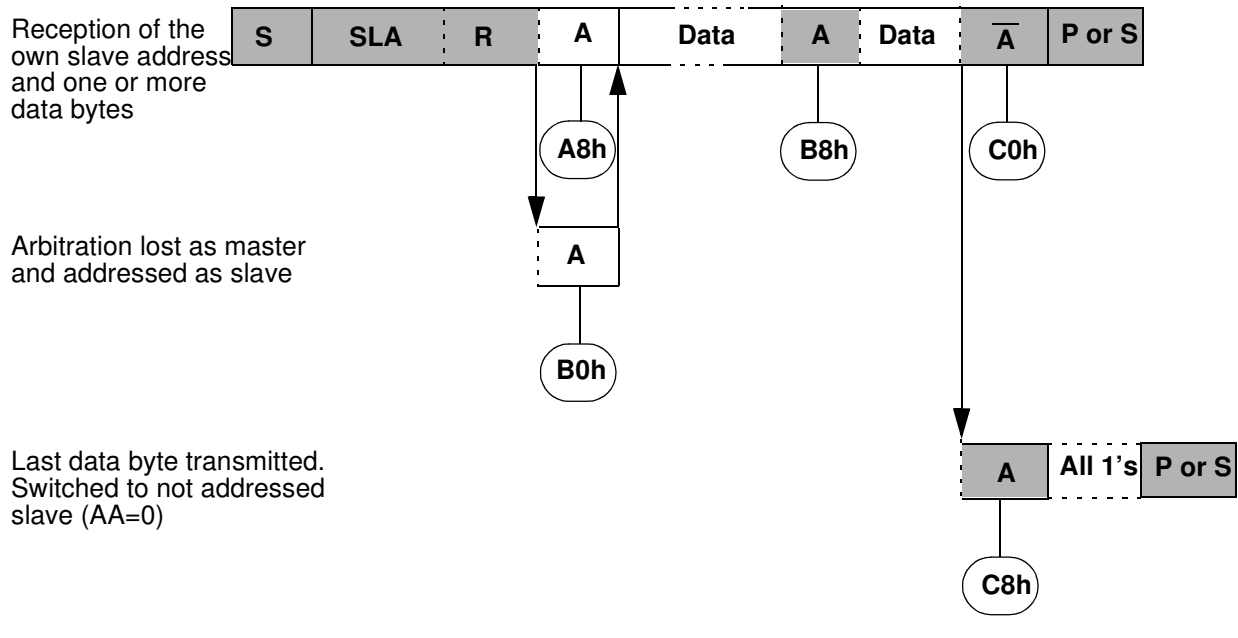 Reception of the
own slave address
and one or more
data bytes
S SLA R A Data A Data A̅ P or S
A8h B8h C0h
Arbitration lost as master
and addressed as slave
A
B0h
Last data byte transmitted.
Switched to not addressed
slave (AA=0)
A All 1’s P or S
C8h